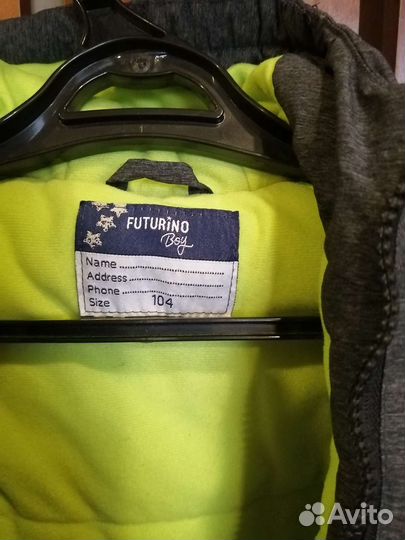 FUTURiNO
Boy
Name
Address
Phone
Size 104
Avito